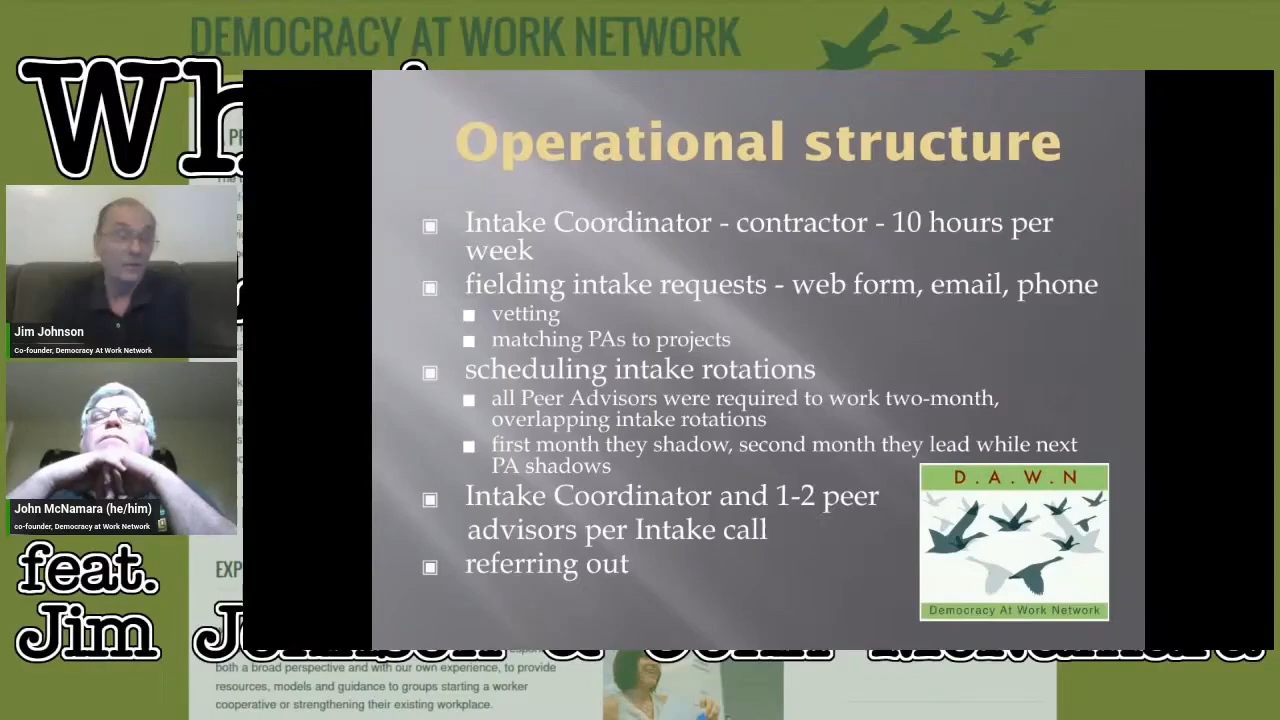 DEMOCRACY AT WORK NETWORK
Wh
Operational structure
Intake Coordinator - contractor - 10 hours per
week
fielding intake requests - web form, email, phone
vetting
matching PAs to projects
scheduling intake rotations
all Peer Advisors were required to work two-month,
overlapping intake rotations
first month they shadow, second month they lead while next
PA shadows
Intake Coordinator and 1-2 peer
advisors per Intake call
referring out
D.A.W.N
Democracy At Work Network
Jim Johnson
Co-founder, Democracy At Work Network
John McNamara (he/him)
co-founder, Democracy at Work Network
feat.
Jim
EXP
both a broad perspective and with our own experience, to provide
resources, models and guidance to groups starting a worker
cooperative or strengthening their existing workplace.